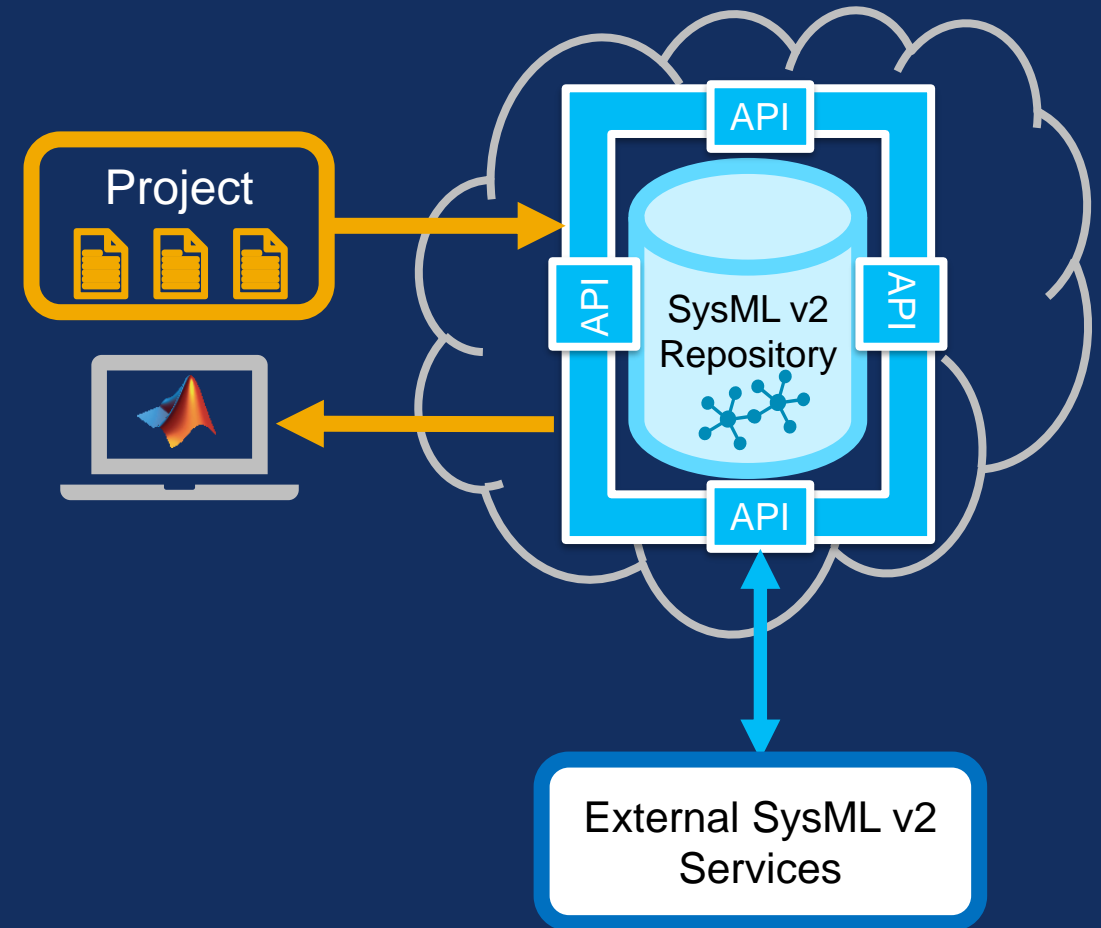 API
Project
API
SysML v2
Repository
API
API
External SysML v2
Services